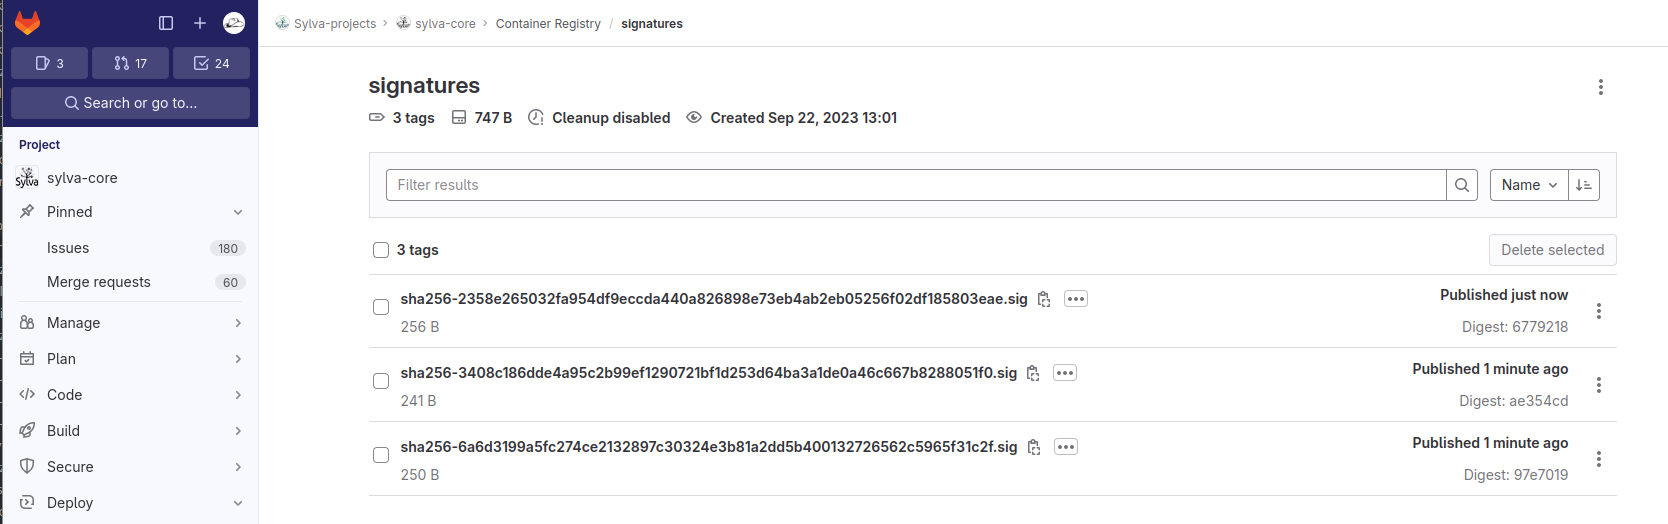 Sylva-projects › sylva-core › Container Registry / signatures
3 17 24
Search or go to...
Project
Sylva sylva-core
Pinned
Issues 180
Merge requests 60
Manage
Plan
Code
Build
Secure
Deploy
signatures
3 tags 747 B Cleanup disabled Created Sep 22, 2023 13:01
Filter results Name
3 tags Delete selected
sha256-2358e265032fa954df9eccda440a826898e73eb4ab2eb05256f02df185803eae.sig Published just now
256 B Digest: 6779218
sha256-3408c186dde4a95c2b99ef1290721bf1d253d64ba3a1de0a46c667b8288051f0.sig Published 1 minute ago
241 B Digest: ae354cd
sha256-6a6d3199a5fc274ce2132897c30324e3b81a2dd5b400132726562c5965f31c2f.sig Published 1 minute ago
250 B Digest: 97e7019